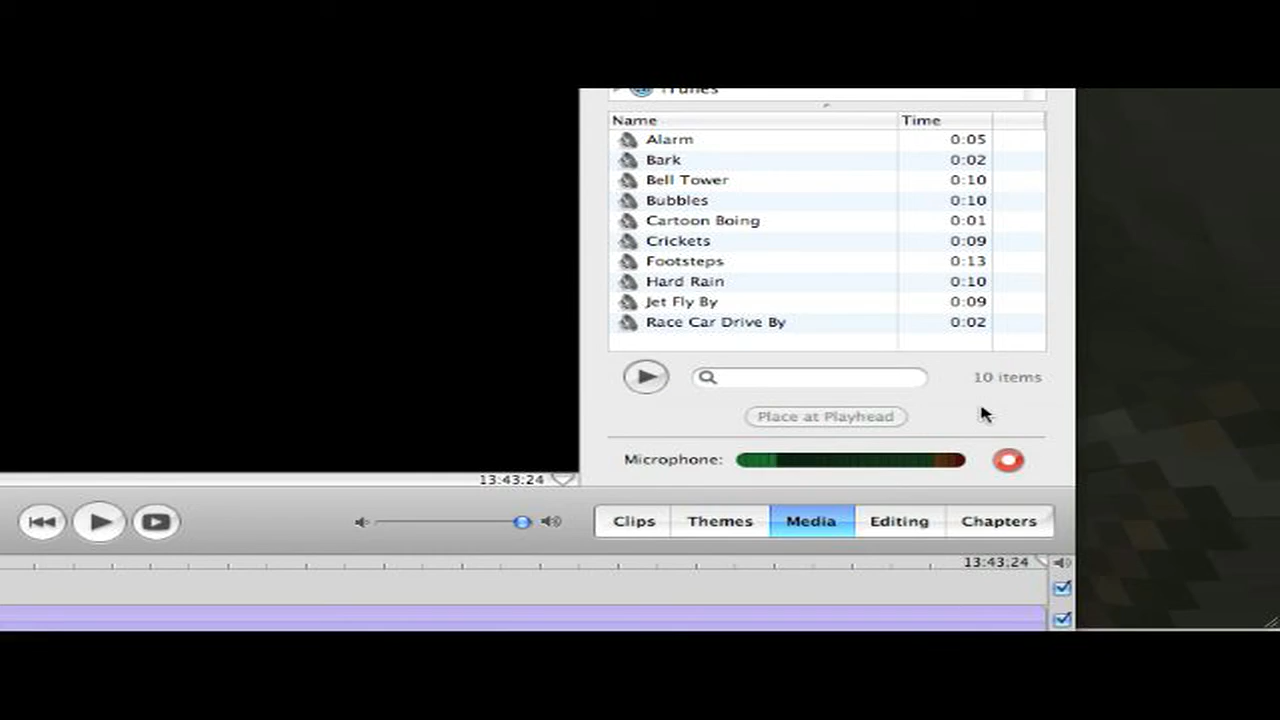 iTunes
Name Time
Alarm 0:05
Bark 0:02
Bell Tower 0:10
Bubbles 0:10
Cartoon Boing 0:01
Crickets 0:09
Footsteps 0:13
Hard Rain 0:10
Jet Fly By 0:09
Race Car Drive By 0:02
10 items
Place at Playhead
Microphone:
13:43:24
Clips Themes Media Editing Chapters
13:43:24